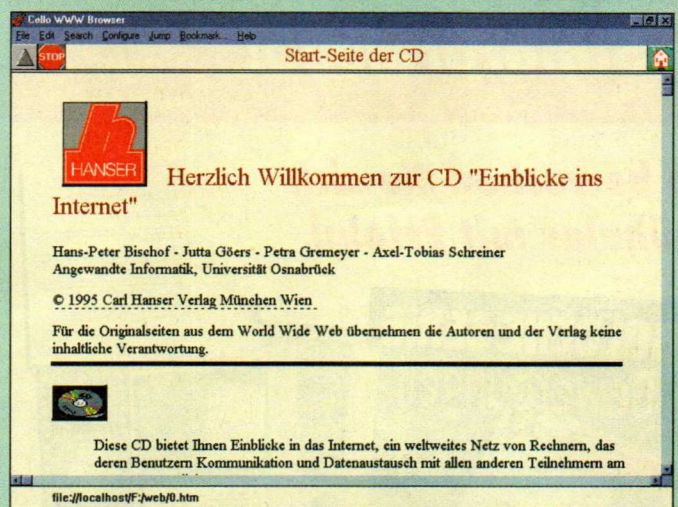 Cello WWW Browser
File Edit Search Configure Jump Bookmark... Help
STOP
Start-Seite der CD
h
HANSER
Herzlich Willkommen zur CD "Einblicke ins
Internet"
Hans-Peter Bischof - Jutta Göers - Petra Gremeyer - Axel-Tobias Schreiner
Angewandte Informatik, Universität Osnabrück
© 1995 Carl Hanser Verlag München Wien
Für die Originalseiten aus dem World Wide Web übernehmen die Autoren und der Verlag keine
inhaltliche Verantwortung.
Diese CD bietet Ihnen Einblicke in das Internet, ein weltweites Netz von Rechnern, das
deren Benutzern Kommunikation und Datenaustausch mit allen anderen Teilnehmern am
file://localhost/F:/web/0.htm